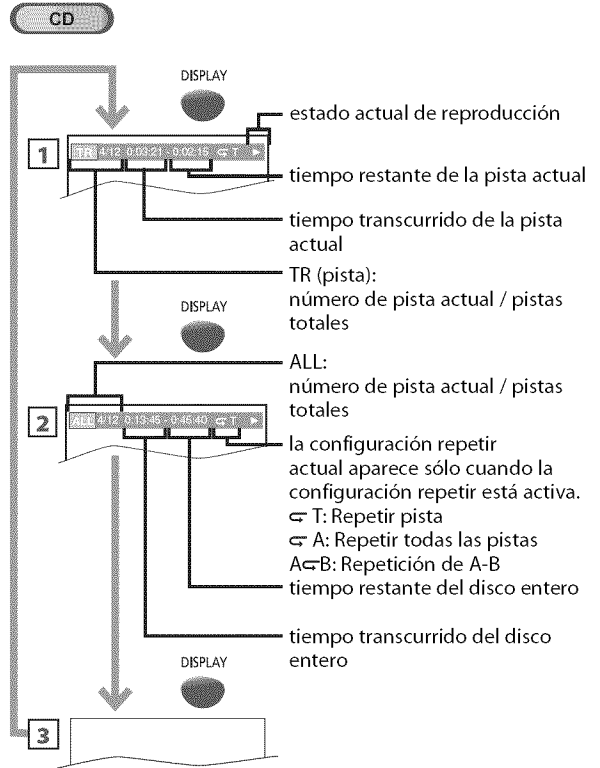 CD
DISPLAY
estado actual de reproducción
1
TR 4/12 0:03:21 - 0:02:15 T
tiempo restante de la pista actual
tiempo transcurrido de la pista
actual
TR (pista):
número de pista actual / pistas
totales
DISPLAY
ALL:
número de pista actual / pistas
totales
2
ALL 4/12 0:13:45 - 0:46:40 T
la configuración repetir
actual aparece sólo cuando la
configuración repetir está activa.
T: Repetir pista
A: Repetir todas las pistas
A B: Repetición de A-B
tiempo restante del disco entero
tiempo transcurrido del disco
entero
DISPLAY
3